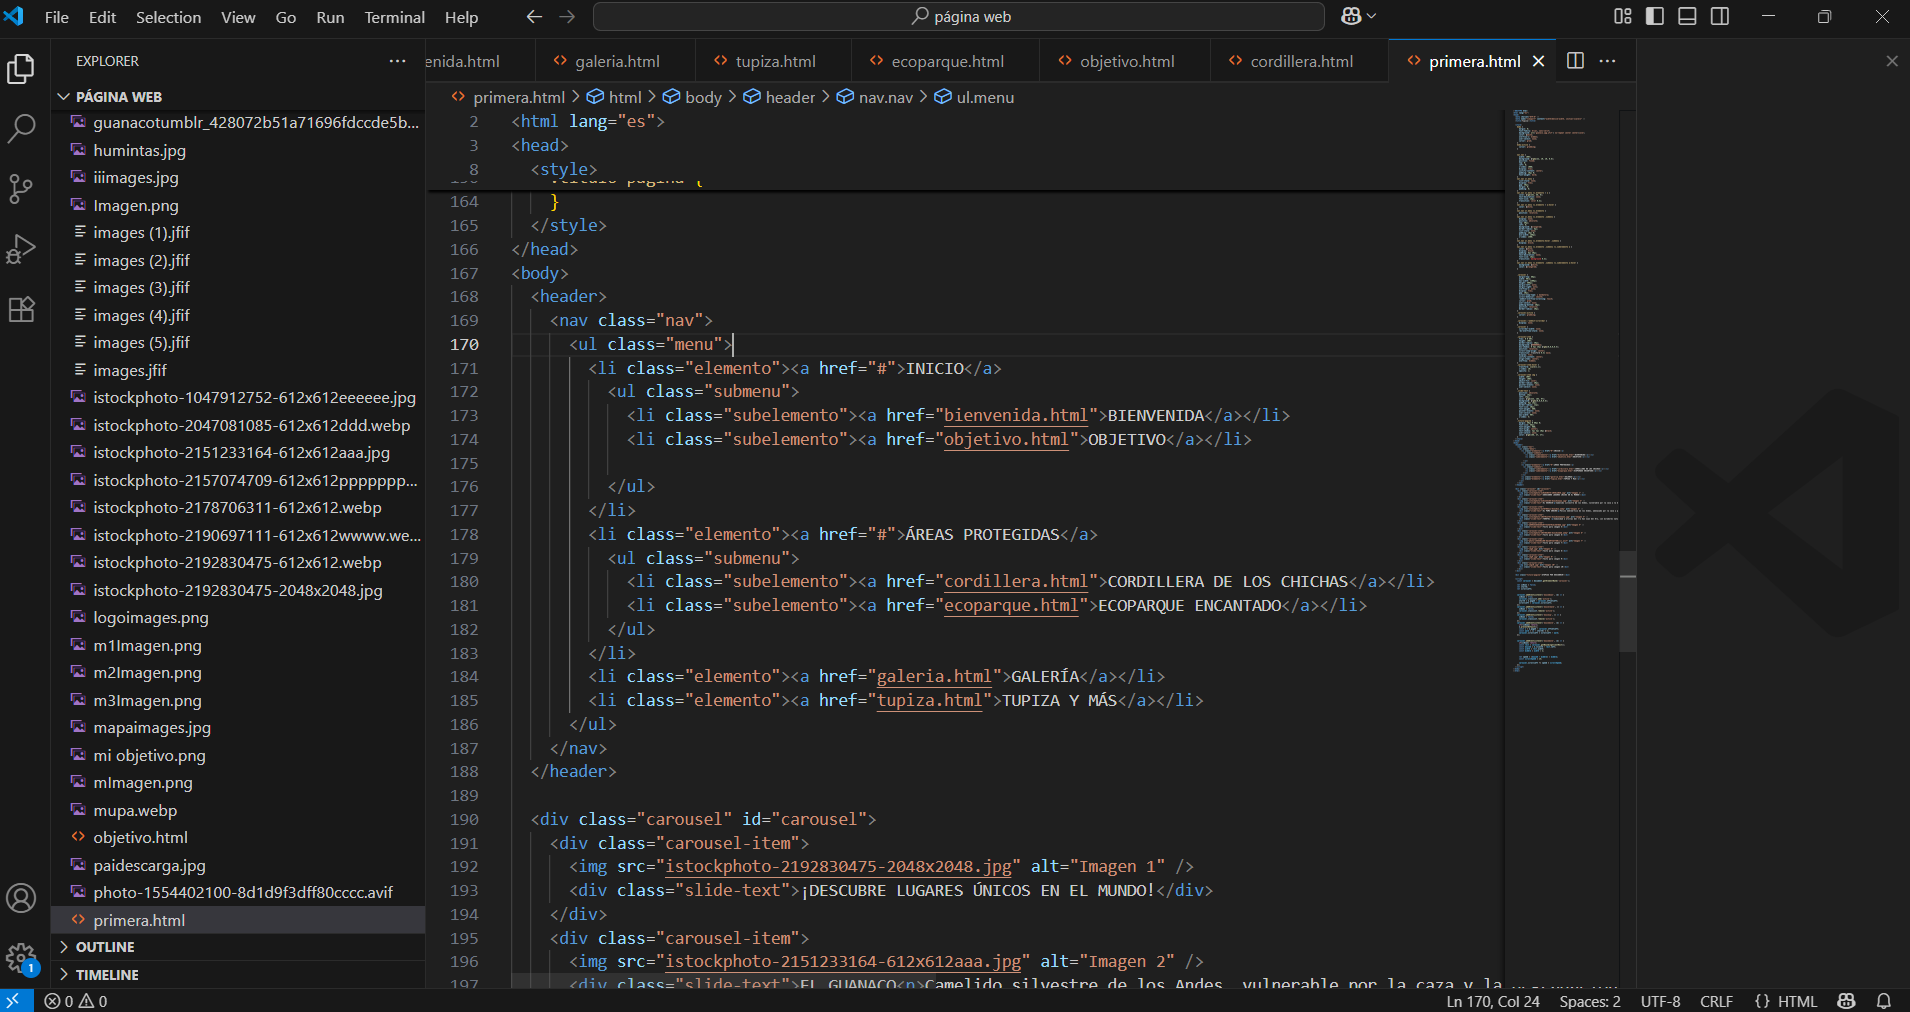 File Edit Selection View Go Run Terminal Help
página web
EXPLORER
PÁGINA WEB
guanacotumblr_428072b51a71696fdccde5b...
humintas.jpg
iiimages.jpg
Imagen.png
images (1).jfif
images (2).jfif
images (3).jfif
images (4).jfif
images (5).jfif
images.jfif
istockphoto-1047912752-612x612eeeeee.jpg
istockphoto-2047081085-612x612ddd.webp
istockphoto-2151233164-612x612aaa.jpg
istockphoto-2157074709-612x612pppppppp...
istockphoto-2178706311-612x612.webp
istockphoto-2190697111-612x612wwww.we...
istockphoto-2192830475-612x612.webp
istockphoto-2192830475-2048x2048.jpg
logoimages.png
m1Imagen.png
m2Imagen.png
m3Imagen.png
mapaimages.jpg
mi objetivo.png
mImagen.png
mupa.webp
objetivo.html
paidescarga.jpg
photo-1554402100-8d1d9f3dff80cccc.avif
primera.html
OUTLINE
TIMELINE
enida.html galeria.html tupiza.html ecoparque.html objetivo.html cordillera.html primera.html
primera.html > html > body > header > nav.nav > ul.menu
2 <html lang="es">
3 <head>
8 <style>
164 }
165 </style>
166 </head>
167 <body>
168 <header>
169 <nav class="nav">
170 <ul class="menu">
171 <li class="elemento"><a href="#">INICIO</a>
172 <ul class="submenu">
173 <li class="subelemento"><a href="bienvenida.html">BIENVENIDA</a></li>
174 <li class="subelemento"><a href="objetivo.html">OBJETIVO</a></li>
175
176 </ul>
177 </li>
178 <li class="elemento"><a href="#">ÁREAS PROTEGIDAS</a>
179 <ul class="submenu">
180 <li class="subelemento"><a href="cordillera.html">CORDILLERA DE LOS CHICHAS</a></li>
181 <li class="subelemento"><a href="ecoparque.html">ECOPARQUE ENCANTADO</a></li>
182 </ul>
183 </li>
184 <li class="elemento"><a href="galeria.html">GALERÍA</a></li>
185 <li class="elemento"><a href="tupiza.html">TUPIZA Y MÁS</a></li>
186 </ul>
187 </nav>
188 </header>
189
190 <div class="carousel" id="carousel">
191 <div class="carousel-item">
192 <img src="istockphoto-2192830475-2048x2048.jpg" alt="Imagen 1" />
193 <div class="slide-text">¡DESCUBRE LUGARES ÚNICOS EN EL MUNDO!</div>
194 </div>
195 <div class="carousel-item">
196 <img src="istockphoto-2151233164-612x612aaa.jpg" alt="Imagen 2" />
197 <div class="slide-text">EL GUANACO<p>Camelido silvestre de los Andes, vulnerable por la caza y la
1
0 0
Ln 170, Col 24 Spaces: 2 UTF-8 CRLF {} HTML